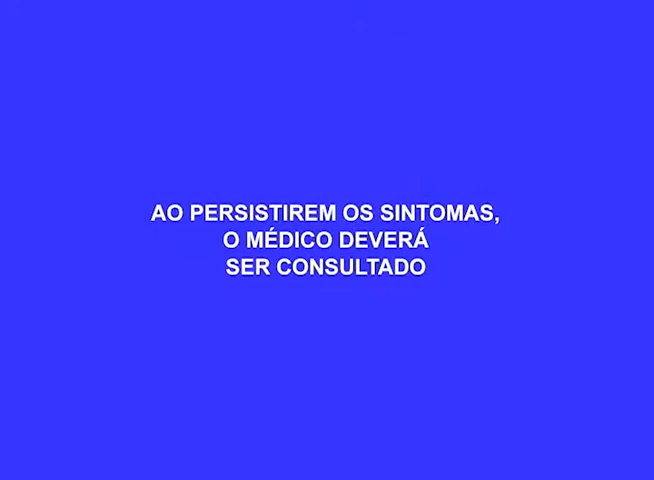 AO PERSISTIREM OS SINTOMAS,
O MÉDICO DEVERÁ
SER CONSULTADO